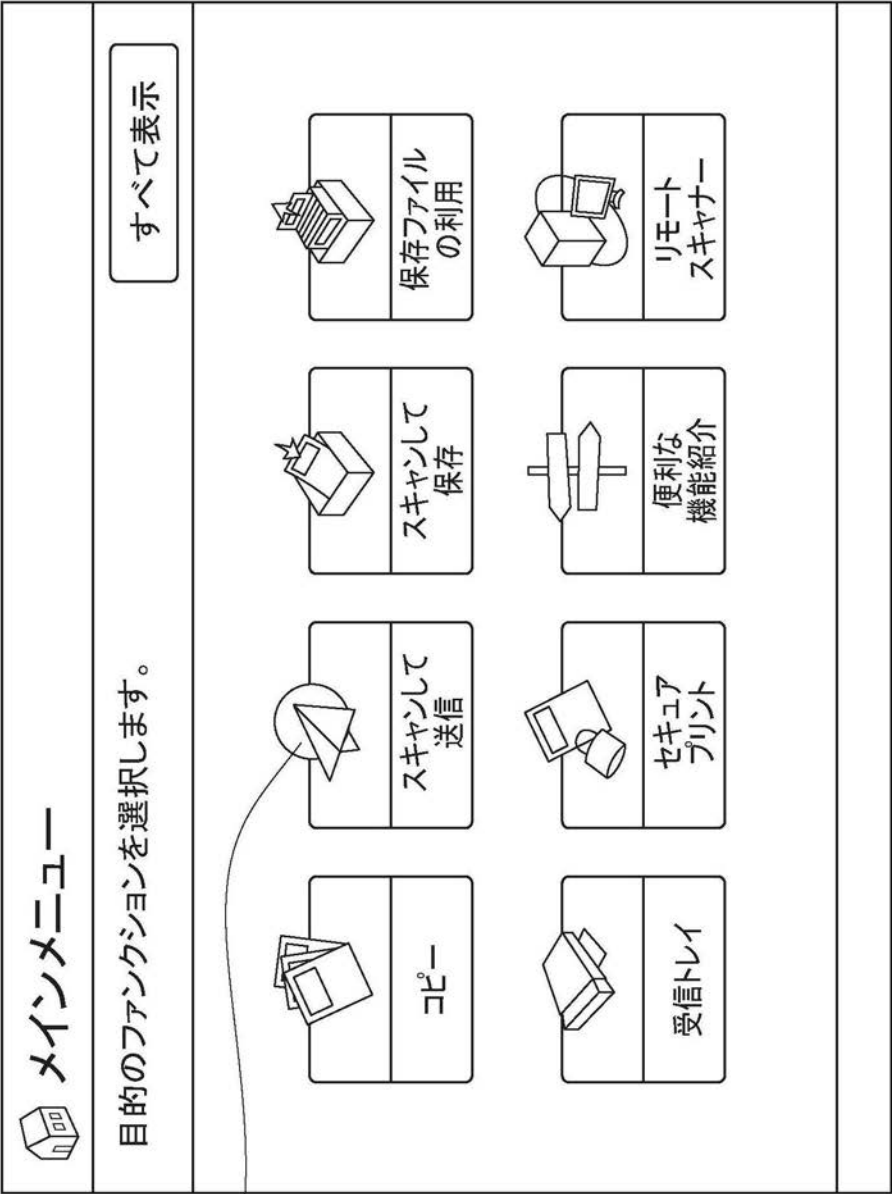 メインメニュー
目的のファンクションを選択します。
すべて表示
コピー
スキャンして
送信
スキャンして
保存
保存ファイル
の利用
受信トレイ
セキュア
プリント
便利な
機能紹介
リモート
スキャナー